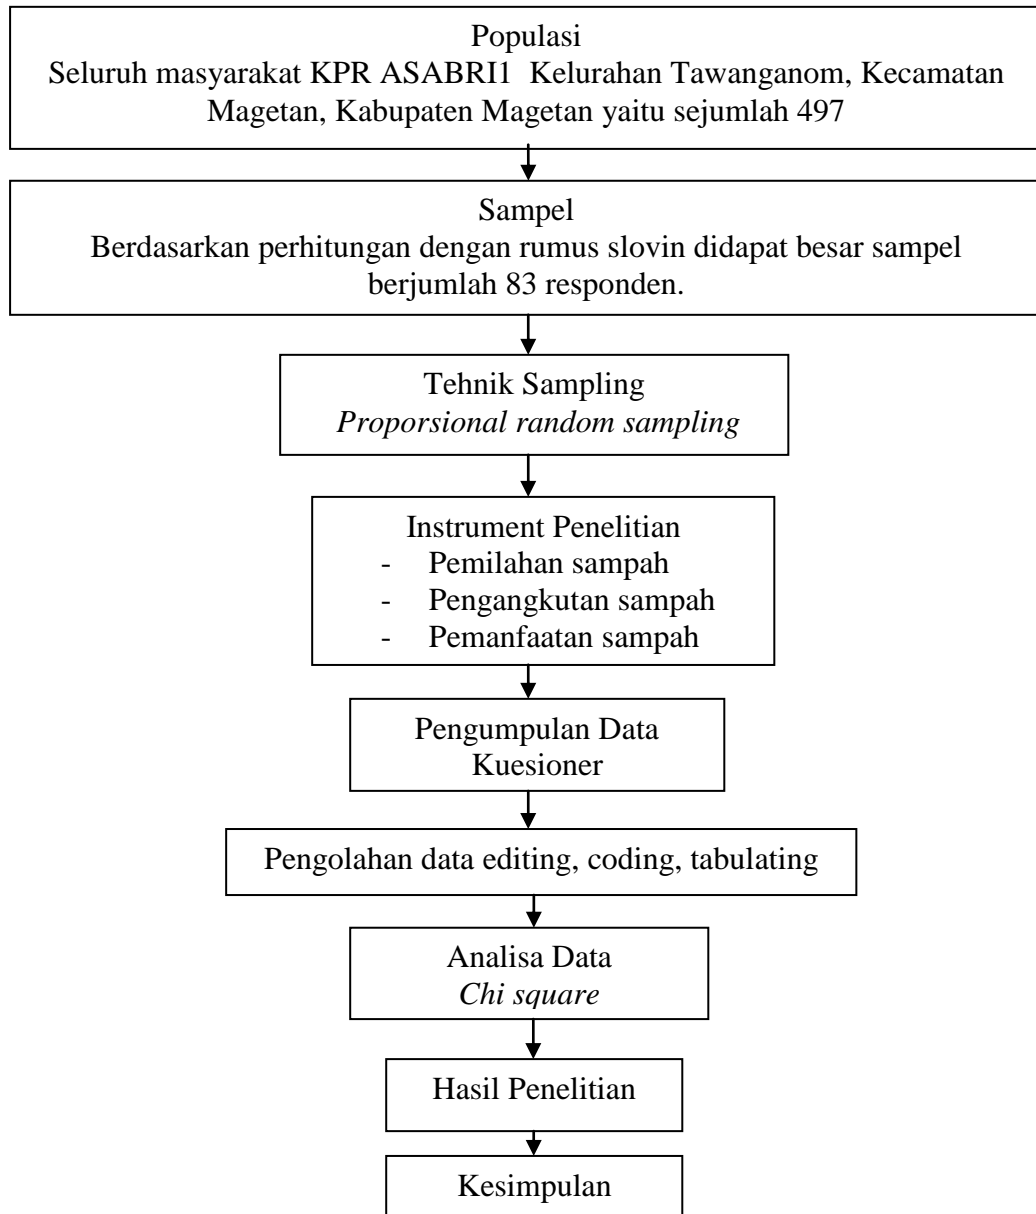 Populasi
Seluruh masyarakat KPR ASABRI1 Kelurahan Tawanganom, Kecamatan
Magetan, Kabupaten Magetan yaitu sejumlah 497
Sampel
Berdasarkan perhitungan dengan rumus slovin didapat besar sampel
berjumlah 83 responden.
Tehnik Sampling
Proporsional random sampling
Instrument Penelitian
- Pemilahan sampah
- Pengangkutan sampah
- Pemanfaatan sampah
Pengumpulan Data
Kuesioner
Pengolahan data editing, coding, tabulating
Analisa Data
Chi square
Hasil Penelitian
Kesimpulan